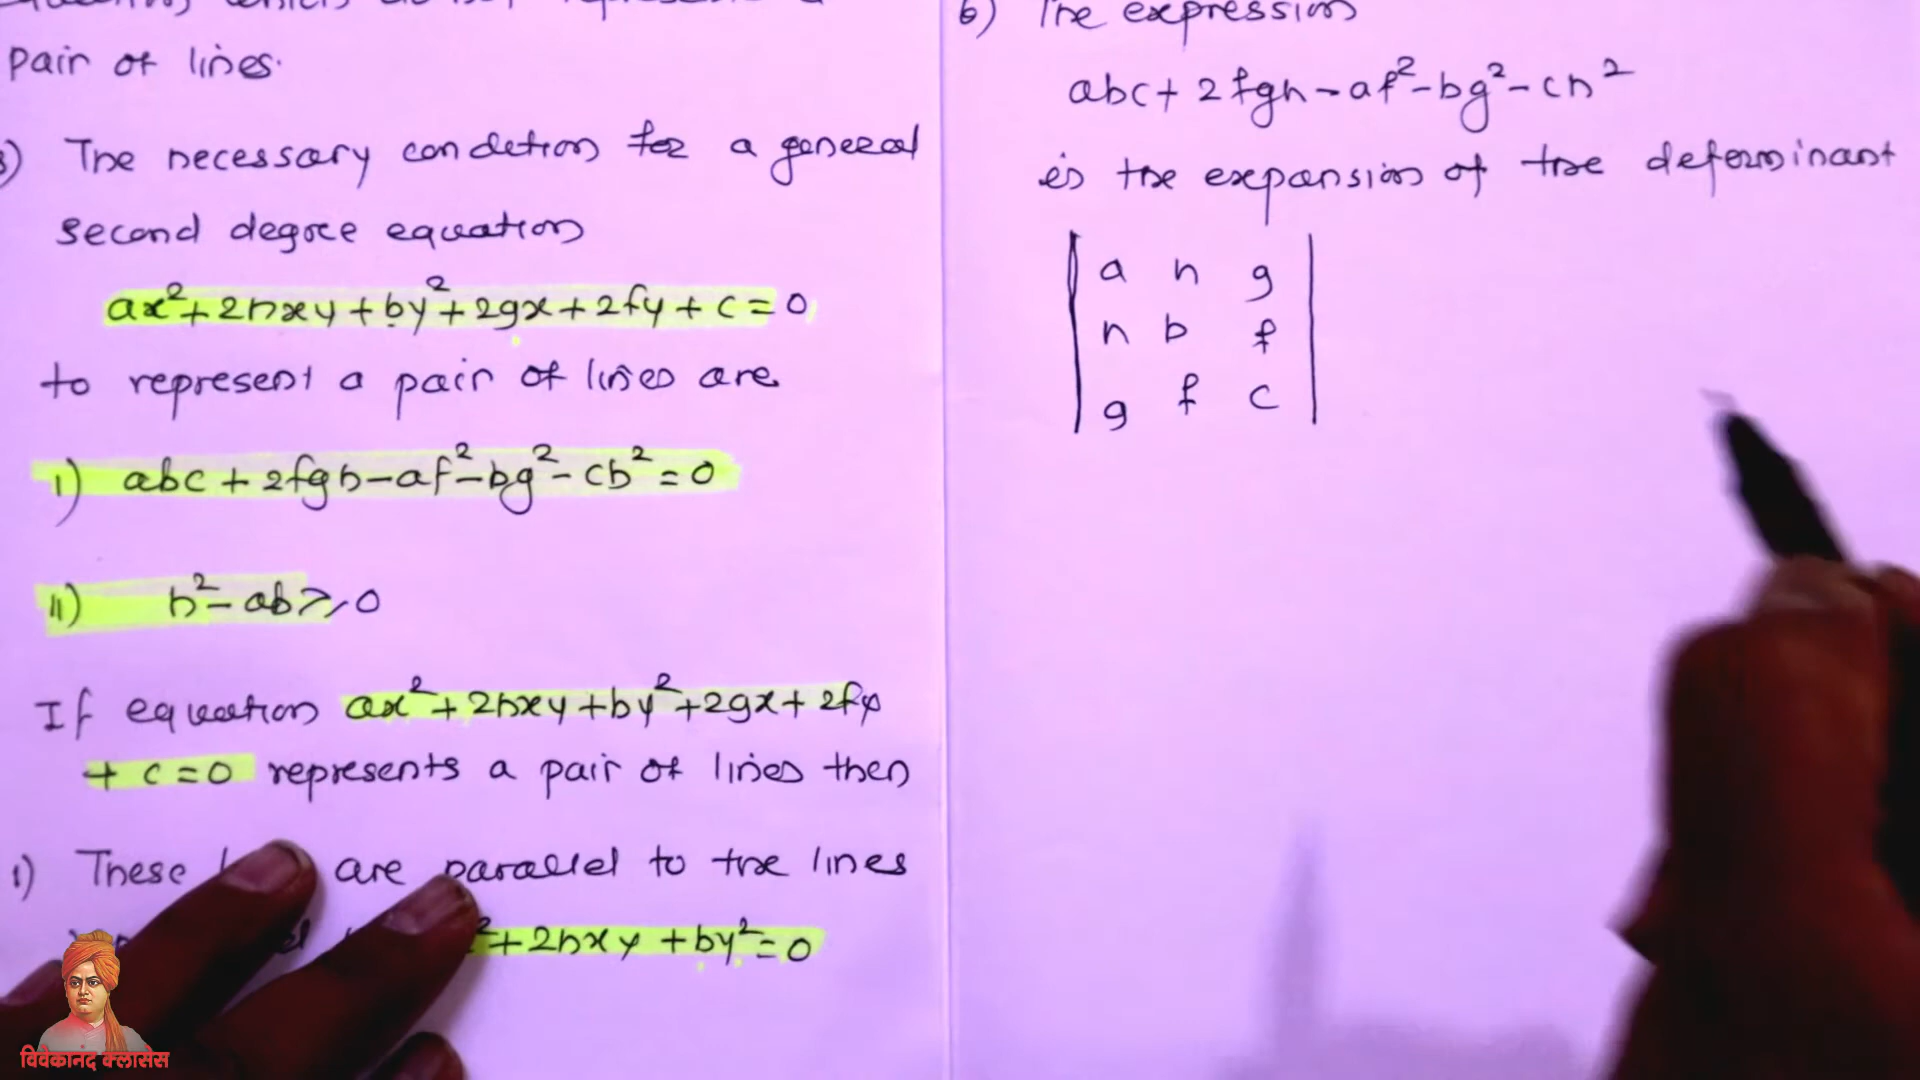 pair of lines.
3) The necessary condition for a general
second degree equation
ax²+2hxy+by²+2gx+2fy+c=0
to represent a pair of lines are
i) abc+2fgh-af²-bg²-ch²=0
ii) h²-ab⩾0
If equation ax²+2hxy+by²+2gx+2fy
+c=0 represents a pair of lines then
i) These are parallel to the lines
²+2hxy+by²=0
6) The expression
abc+2fgh-af²-bg²-ch²
is the expansion of the determinant
a h g
h b f
g f c
विवेकानंद क्लासेस